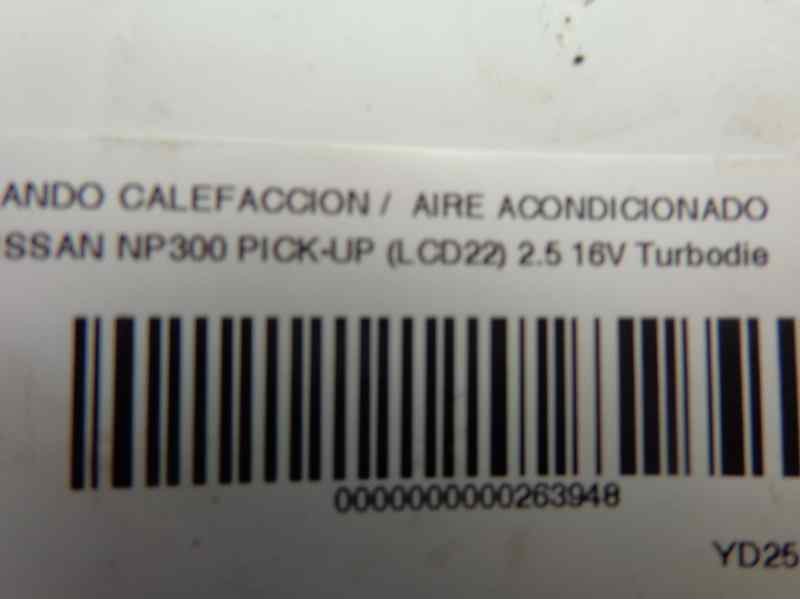 ANDO CALEFACCION / AIRE ACONDICIONADO
SSAN NP300 PICK-UP (LCD22) 2.5 16V Turbodie
0000000000263948
YD25